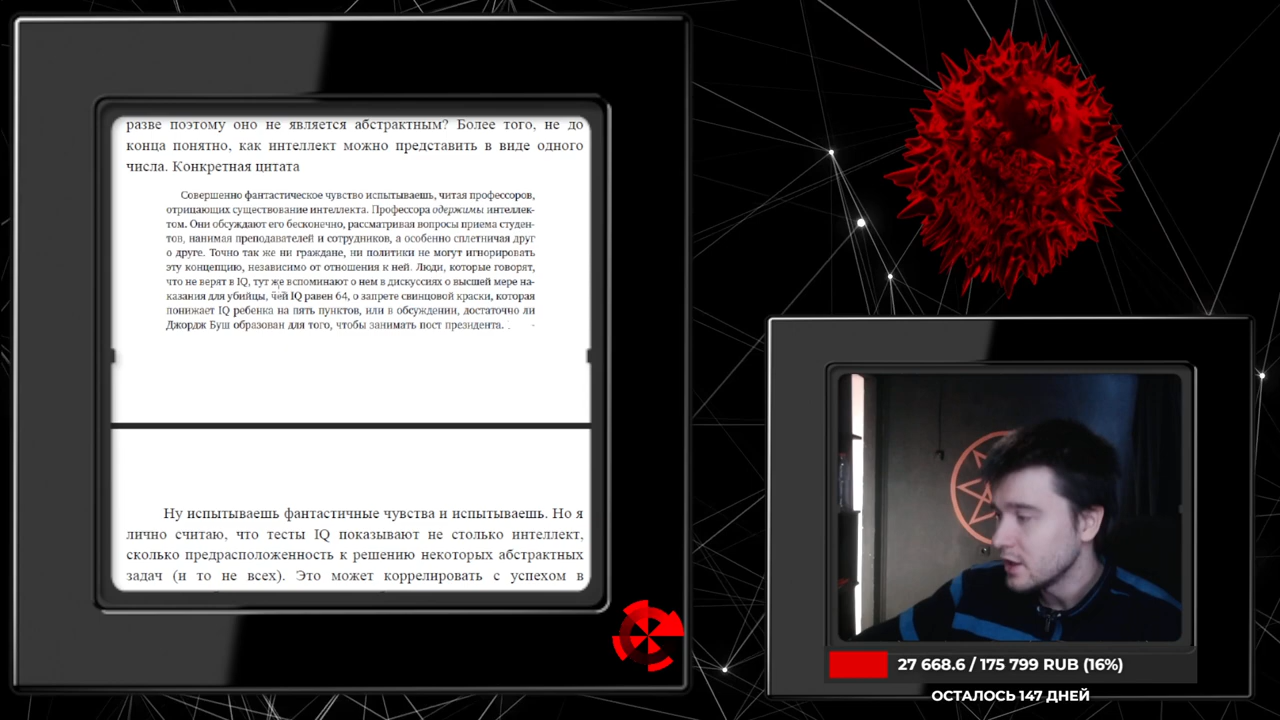 разве поэтому оно не является абстрактным? Более того, не до
конца понятно, как интеллект можно представить в виде одного
числа. Конкретная цитата
Совершенно фантастическое чувство испытываешь, читая профессоров,
отрицающих существование интеллекта. Профессора одержимы интеллек-
том. Они обсуждают его бесконечно, рассматривая вопросы приема студен-
тов, нанимая преподавателей и сотрудников, а особенно сплетничая друг
о друге. Точно так же ни граждане, ни политики не могут игнорировать
эту концепцию, независимо от отношения к ней. Люди, которые говорят,
что не верят в IQ, тут же вспоминают о нем в дискуссиях о высшей мере на-
казания для убийцы, чей IQ равен 64, о запрете свинцовой краски, которая
понижает IQ ребенка на пять пунктов, или в обсуждении, достаточно ли
Джордж Буш образован для того, чтобы занимать пост президента.
Ну испытываешь фантастичные чувства и испытываешь. Но я
лично считаю, что тесты IQ показывают не столько интеллект,
сколько предрасположенность к решению некоторых абстрактных
задач (и то не всех). Это может коррелировать с успехом в
27 668.6 / 175 799 RUB (16%)
ОСТАЛОСЬ 147 ДНЕЙ